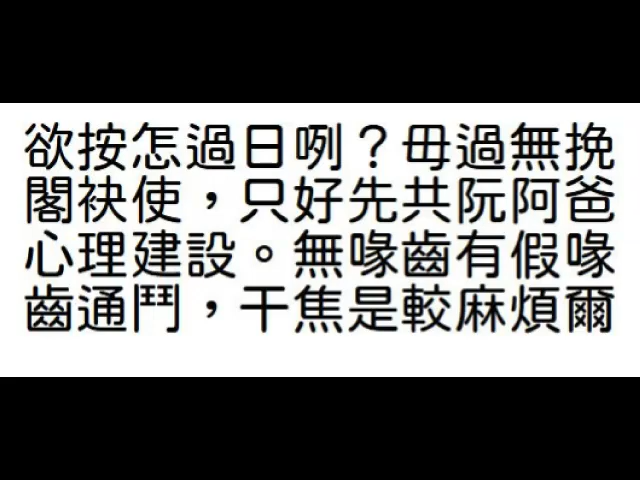 欲按怎過日咧？毋過無挽
閣袂使，只好先共阮阿爸
心理建設。無喙齒有假喙
齒通鬥，干焦是較麻煩爾